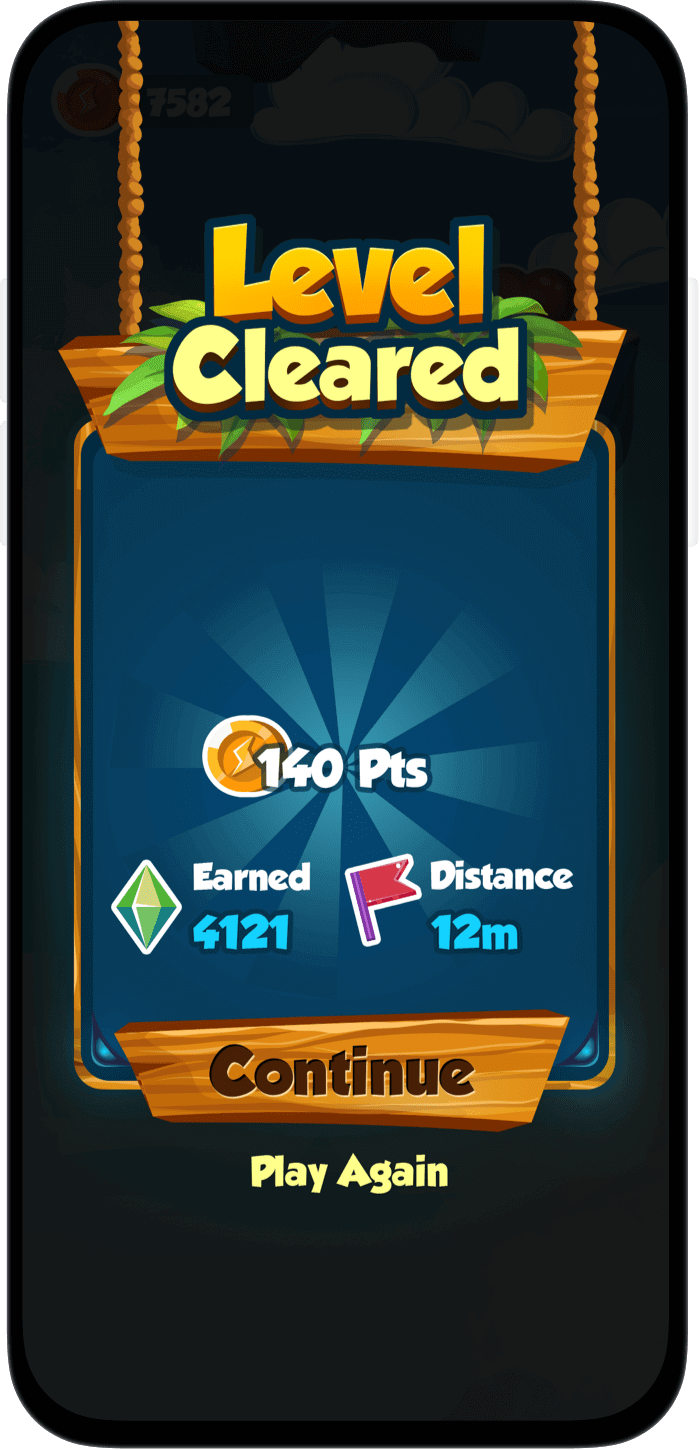 7582
Level
Cleared
140 Pts
Earned
Distance
4121
12m
Continue
Play Again